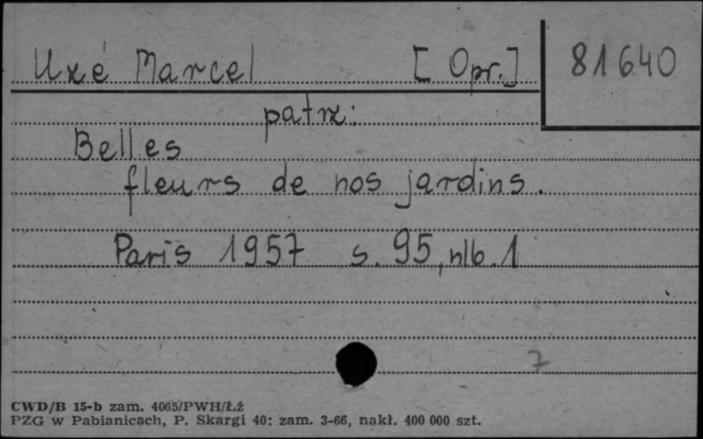 Uxé Marcel [Opr.] 81640
patrz:
Belles
fleurs de nos jardins.
Paris 1957 s. 95, nlb. 1
7
CWD/B 15-b zam. 4065/PWH/Łź
PZG w Pabianicach, P. Skargi 40; zam. 3-66, nakł. 400 000 szt.